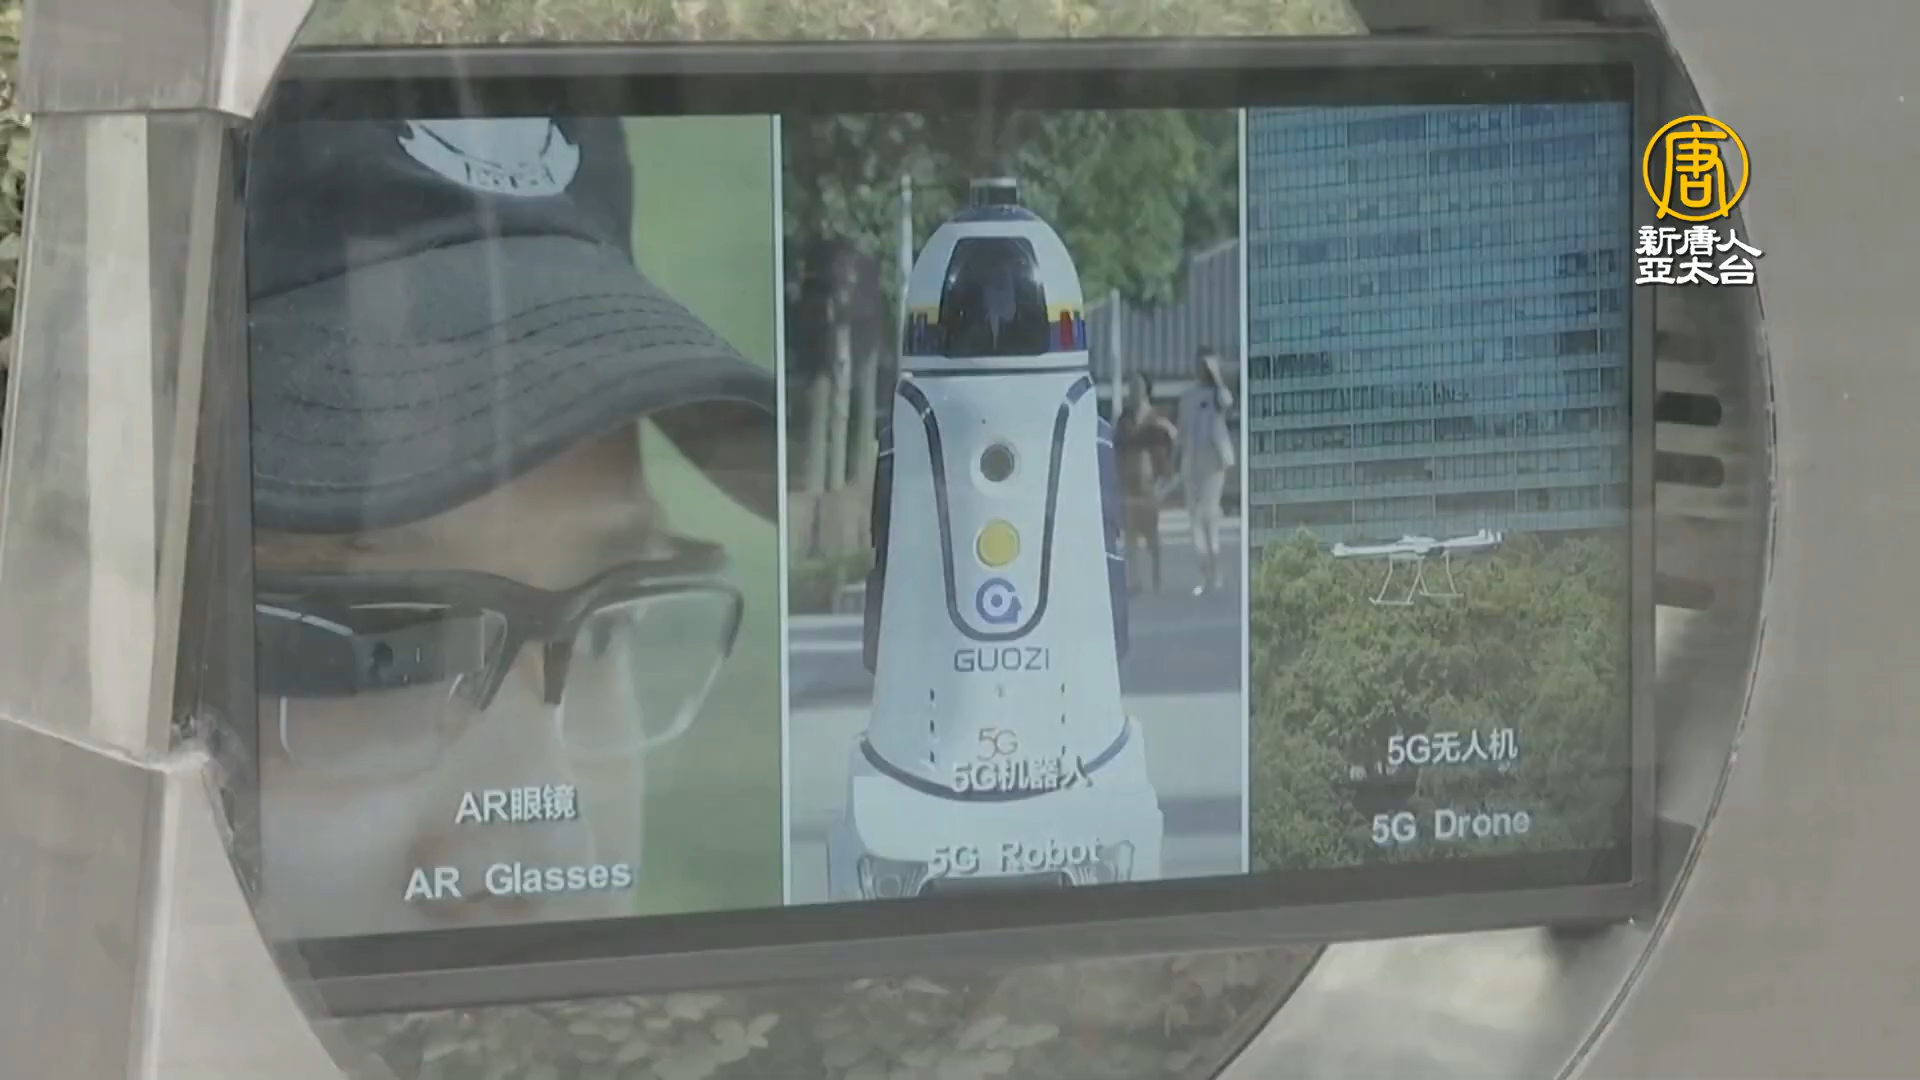 唐
新唐人
亞太台
AR眼镜
AR Glasses
GUOZI
5G
5G机器人
5G Robot
5G无人机
5G Drone